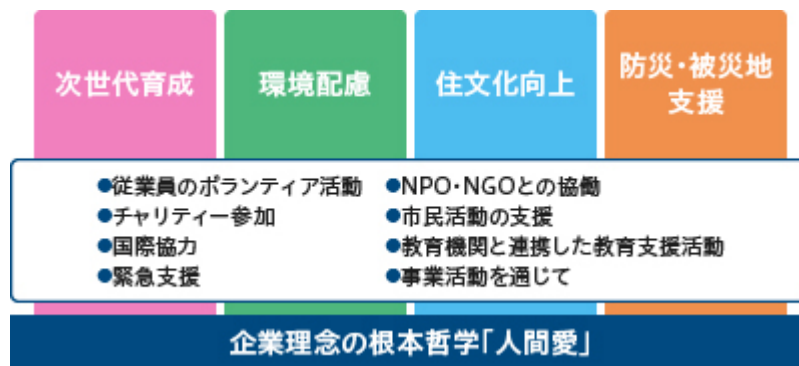 次世代育成
環境配慮
住文化向上
防災・被災地
支援
●従業員のボランティア活動
●チャリティー参加
●国際協力
●緊急支援
●NPO・NGOとの協働
●市民活動の支援
●教育機関と連携した教育支援活動
●事業活動を通じて
企業理念の根本哲学「人間愛」